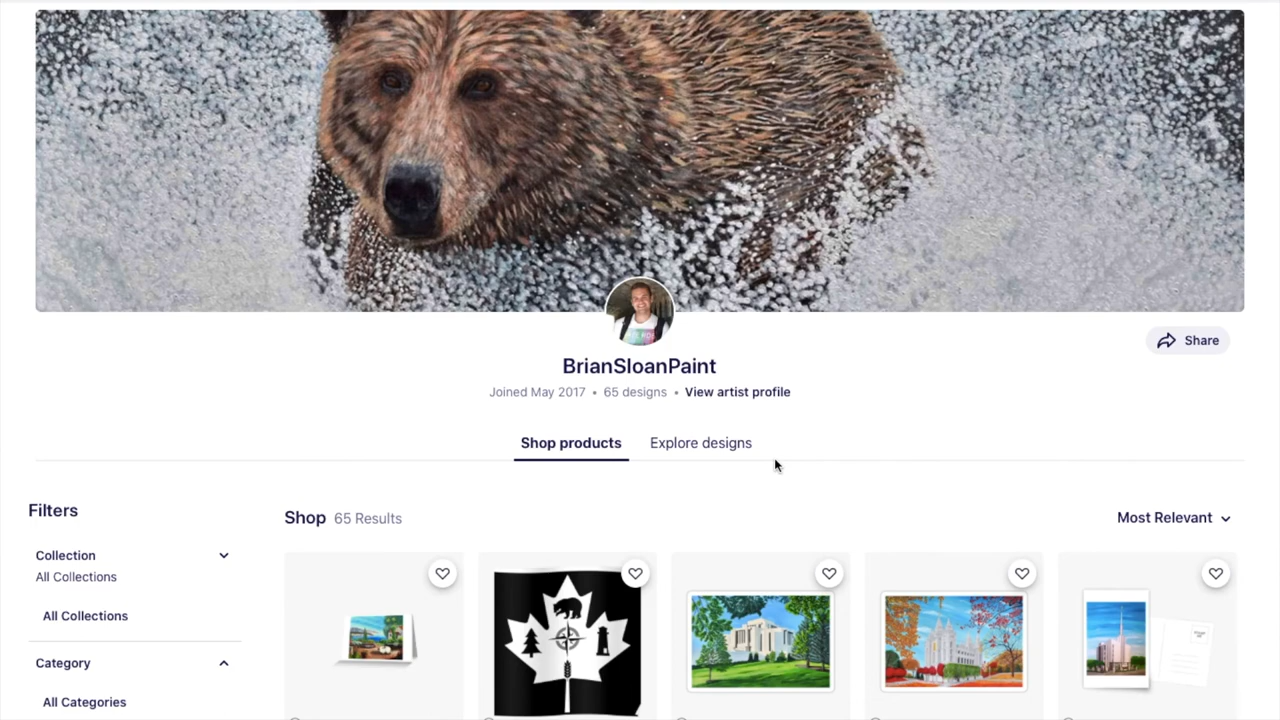 Share
BrianSloanPaint
Joined May 2017 • 65 designs • View artist profile
Shop products Explore designs
Filters
Shop 65 Results
Most Relevant
Collection
All Collections
All Collections
Category
All Categories